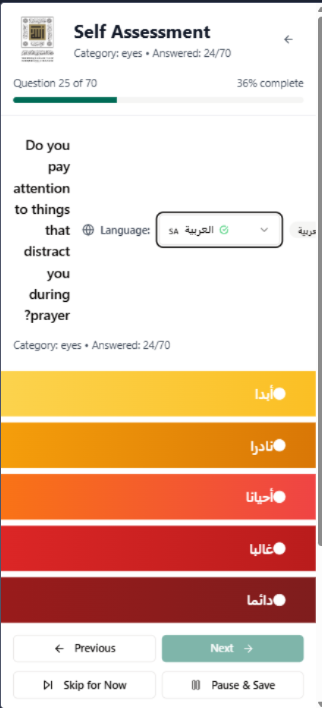 Self Assessment
Category: eyes • Answered: 24/70
Question 25 of 70
36% complete
Do you
pay
attention
to things
that
distract
you
during
?prayer
Language:
SA العربية
عربية
Category: eyes • Answered: 24/70
أبدا
نادرا
أحيانا
غالبا
دائما
Previous
Next
Skip for Now
Pause & Save